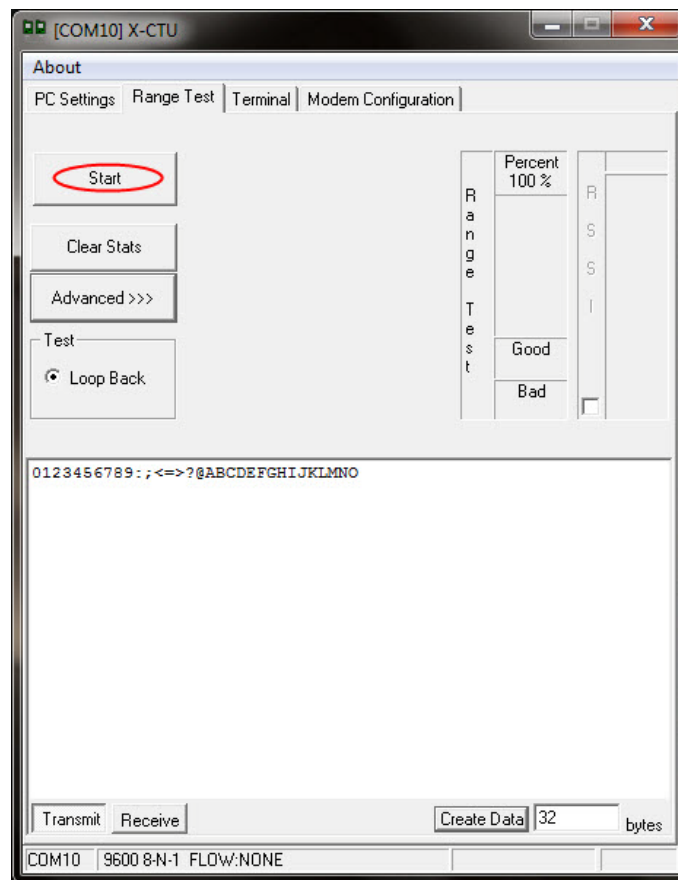 [COM10] X-CTU
About
PC Settings Range Test Terminal Modem Configuration
Start
Clear Stats
Advanced >>>
Test
Loop Back
Range Test
Percent
100 %
Good
Bad
RSSI
0123456789:;<=>?@ABCDEFGHIJKLMNO
Transmit Receive Create Data 32 bytes
COM10 9600 8-N-1 FLOW:NONE